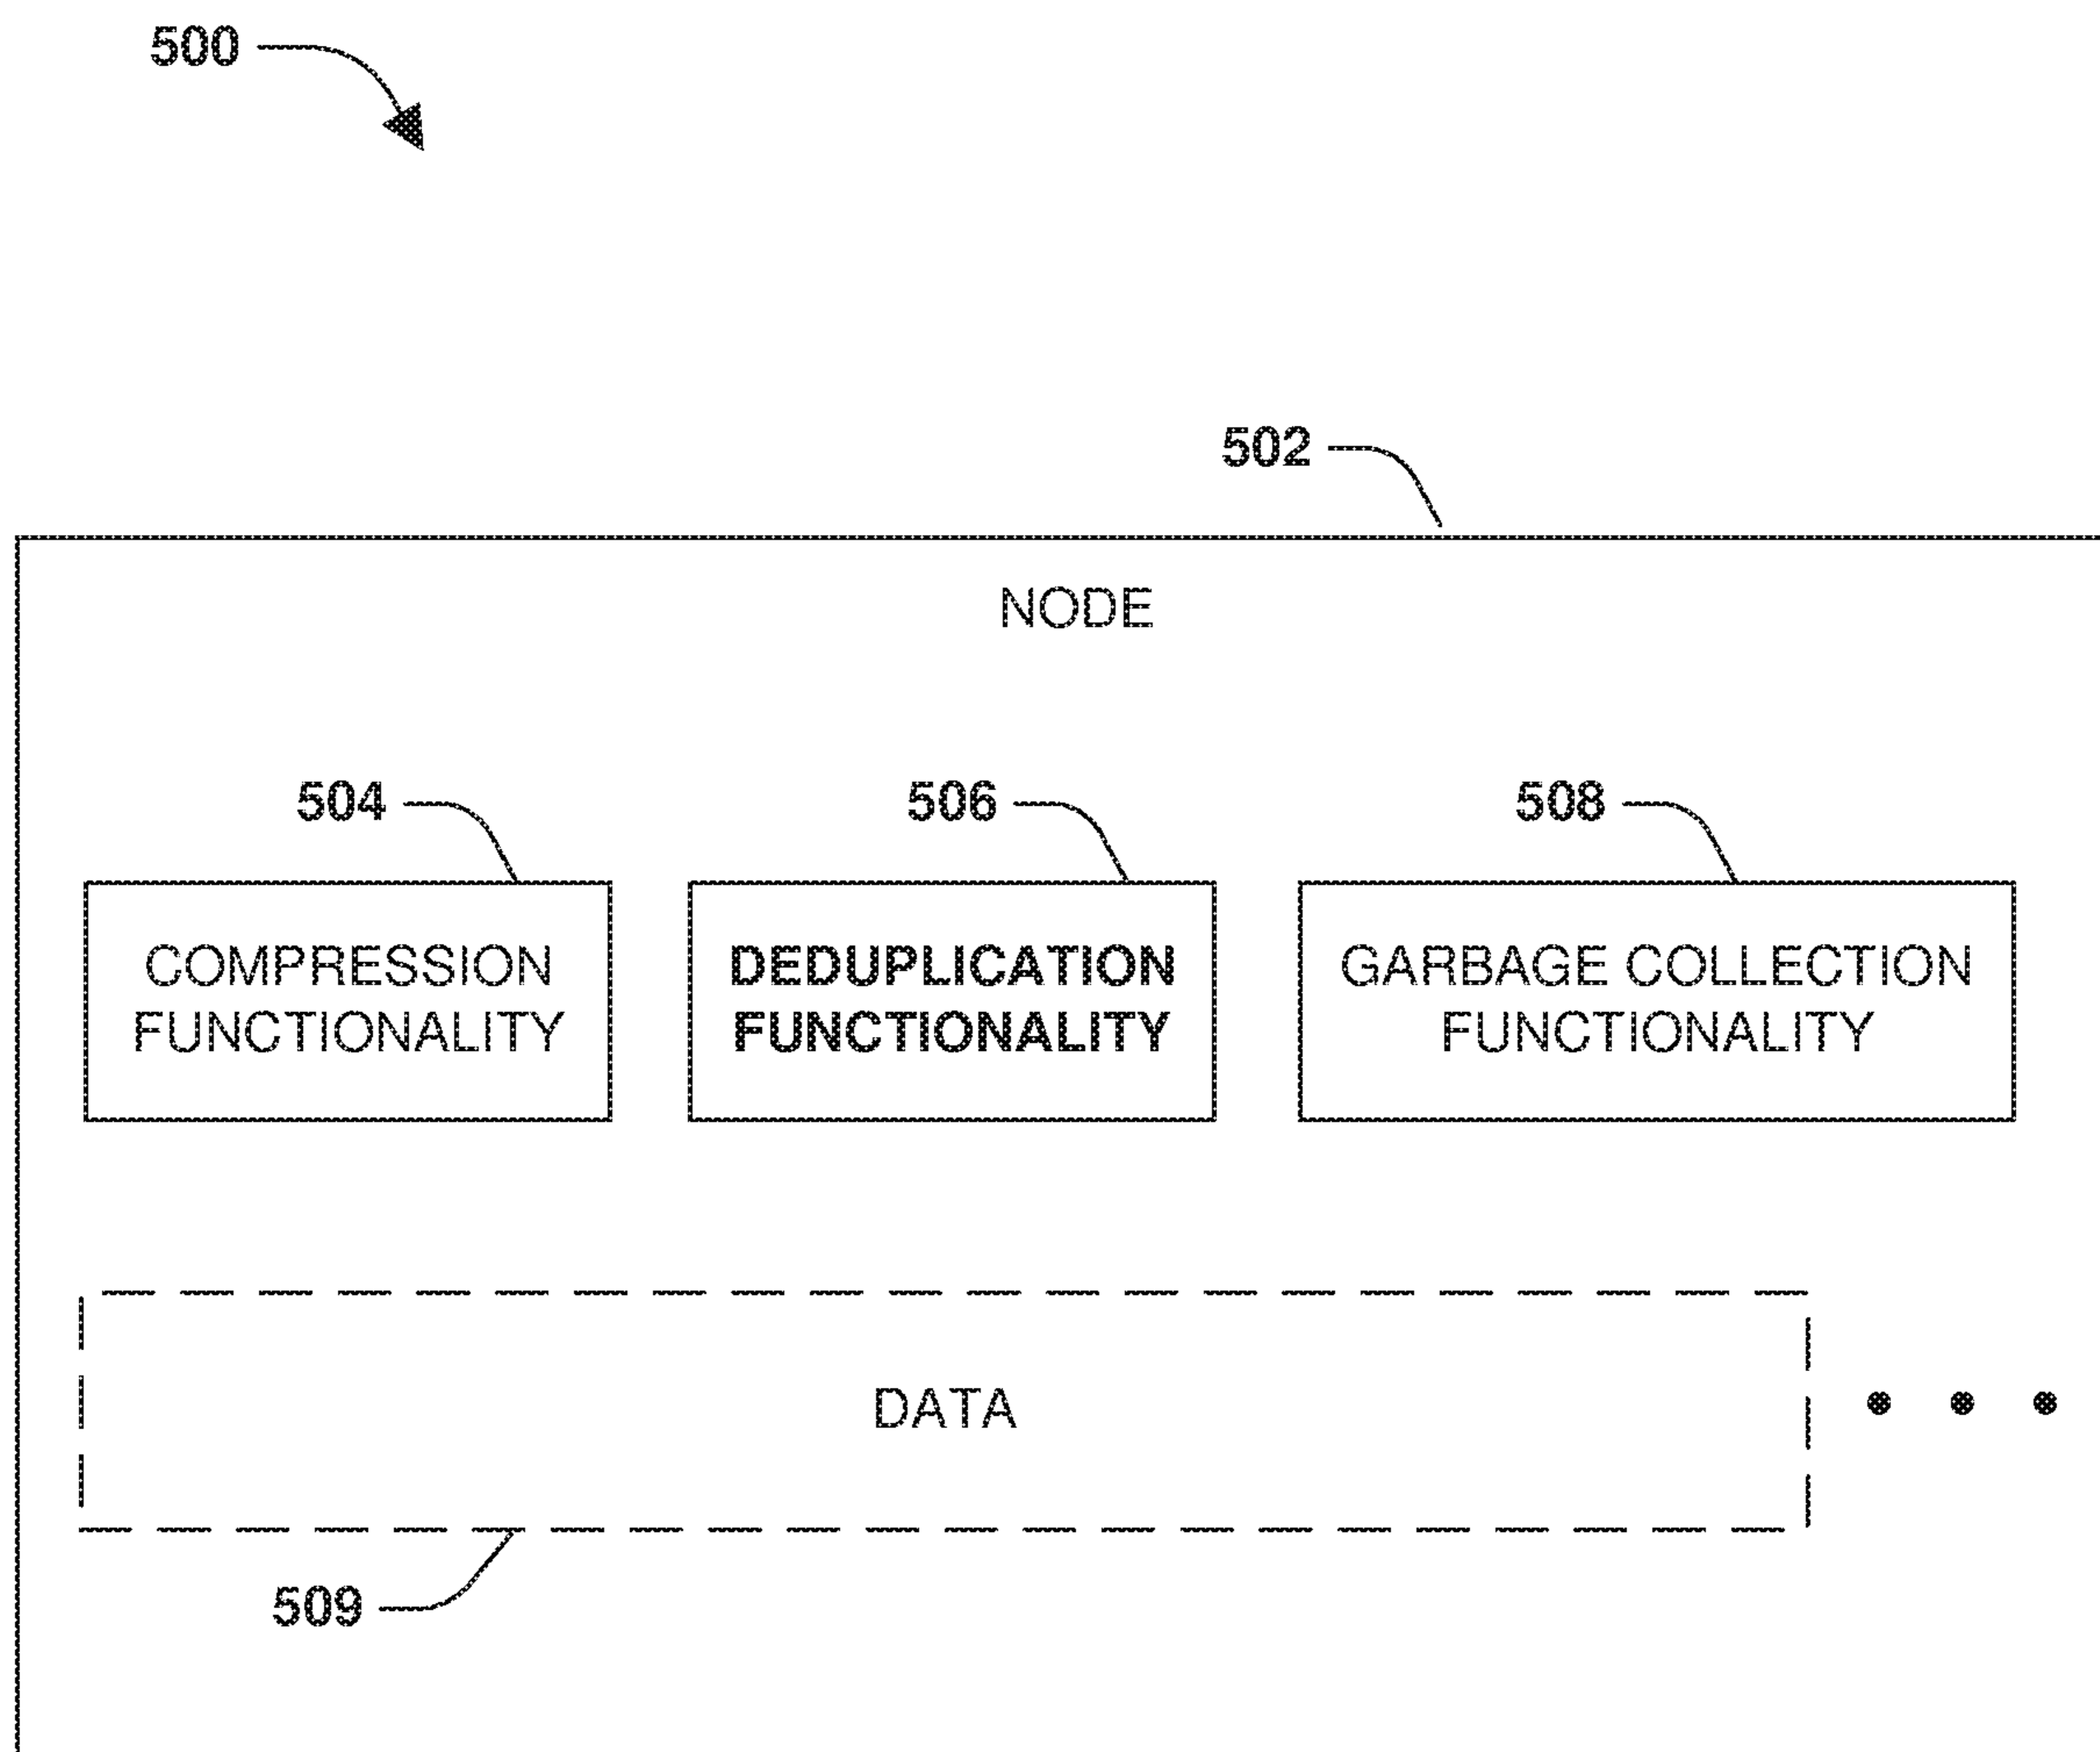 500
502
NODE
504
506
508
COMPRESSION
FUNCTIONALITY
DEDUPLICATION
FUNCTIONALITY
GARBAGE COLLECTION
FUNCTIONALITY
DATA
509